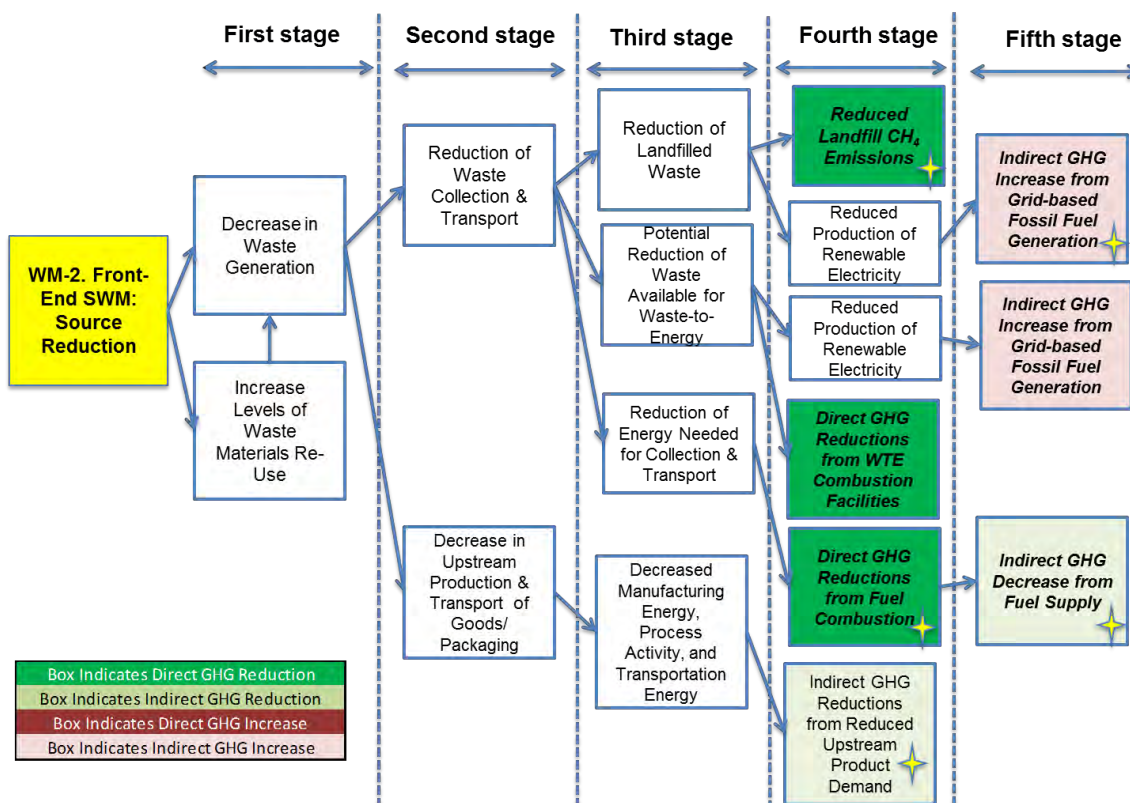 First stage
Second stage
Third stage
Fourth stage
Fifth stage
WM-2. Front-
End SWM:
Source
Reduction
Decrease in
Waste
Generation
Increase
Levels of
Waste
Materials Re-
Use
Reduction of
Waste
Collection &
Transport
Decrease in
Upstream
Production &
Transport of
Goods/
Packaging
Reduction of
Landfilled
Waste
Potential
Reduction of
Waste
Available for
Waste-to-
Energy
Reduction of
Energy Needed
for Collection &
Transport
Decreased
Manufacturing
Energy,
Process
Activity, and
Transportation
Energy
Reduced
Landfill CH4
Emissions
Reduced
Production of
Renewable
Electricity
Reduced
Production of
Renewable
Electricity
Direct GHG
Reductions
from WTE
Combustion
Facilities
Direct GHG
Reductions
from Fuel
Combustion
Indirect GHG
Reductions
from Reduced
Upstream
Product
Demand
Indirect GHG
Increase from
Grid-based
Fossil Fuel
Generation
Indirect GHG
Increase from
Grid-based
Fossil Fuel
Generation
Indirect GHG
Decrease from
Fuel Supply
Box Indicates Direct GHG Reduction
Box Indicates Indirect GHG Reduction
Box Indicates Direct GHG Increase
Box Indicates Indirect GHG Increase